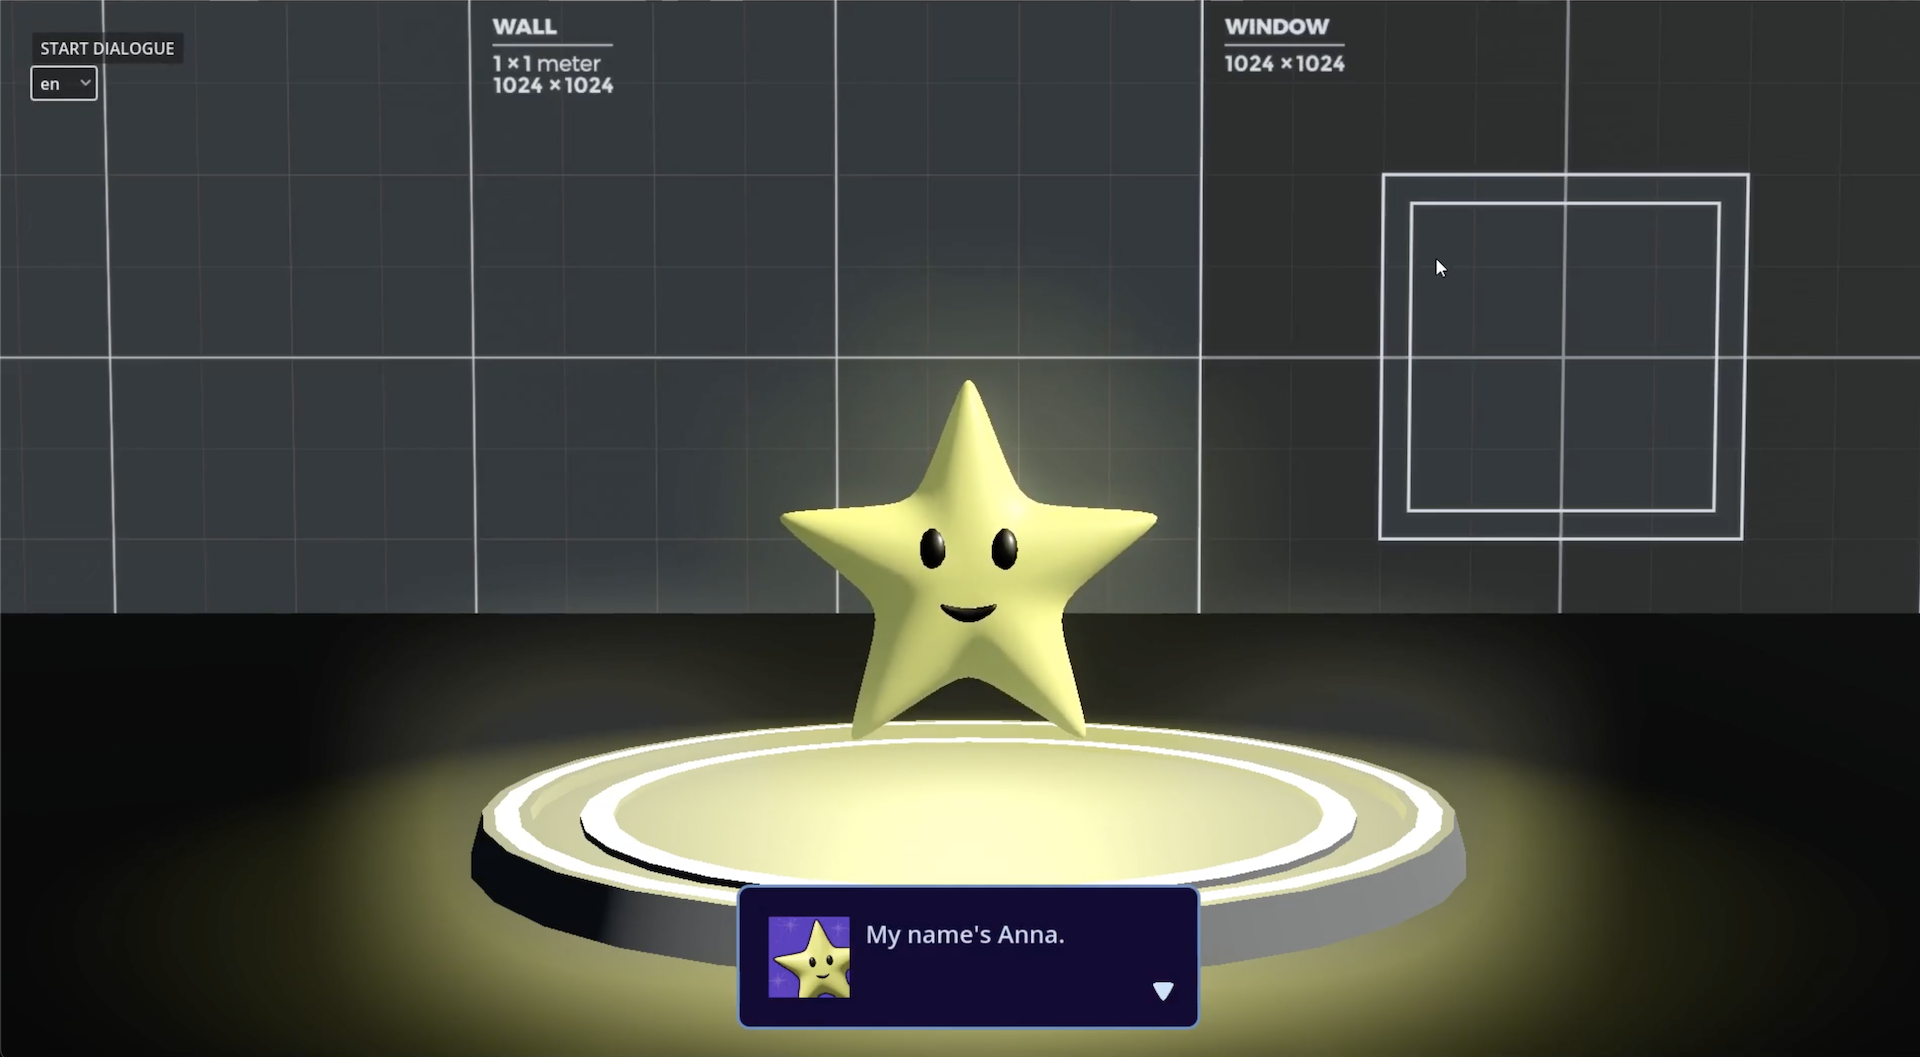 START DIALOGUE
en
WALL
1 × 1 meter
1024 × 1024
WINDOW
1024 × 1024
My name's Anna.